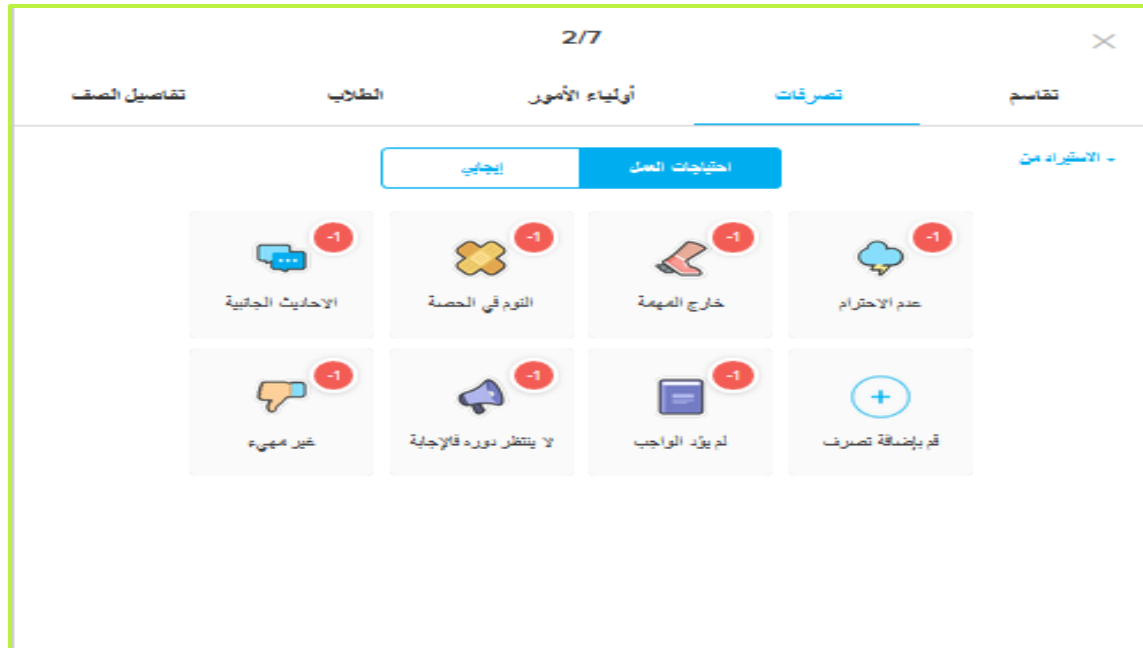 2/7
×
تفاصيل الصف
الطلاب
أولياء الأمور
تصرفات
تقاسم
الاستيراد من
احتياجات العمل
إيجابي
-1
-1
-1
-1
عدم الاحترام
خارج المهمة
النوم في الحصة
الاحاديث الجانبية
-1
-1
-1
قم بإضافة تصرف
لم يؤد الواجب
لا ينتظر دوره فالإجابة
غير مهيء